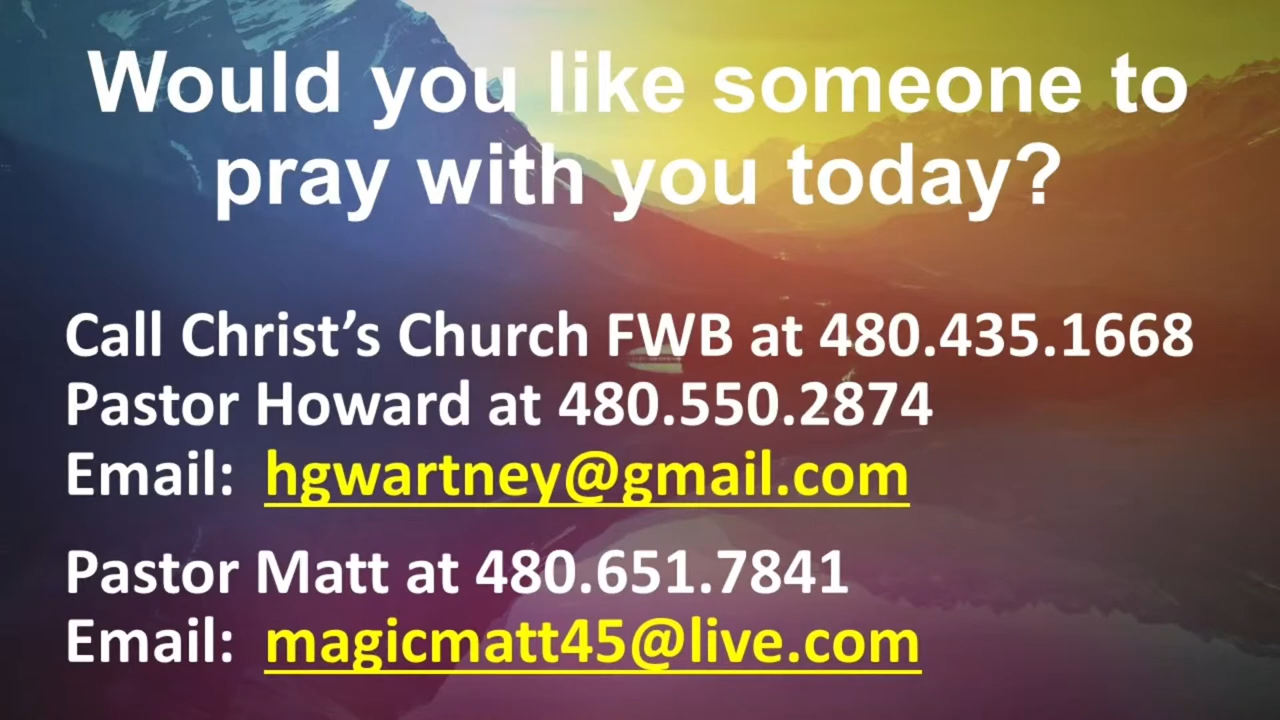 Would you like someone to
pray with you today?
Call Christ’s Church FWB at 480.435.1668
Pastor Howard at 480.550.2874
Email: hgwartney@gmail.com
Pastor Matt at 480.651.7841
Email: magicmatt45@live.com